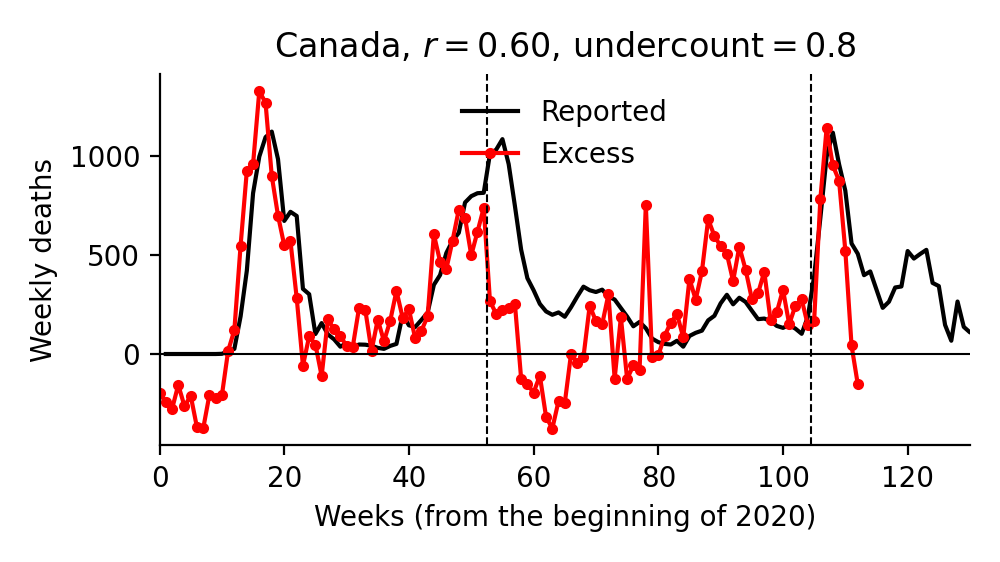 Canada, r = 0.60, undercount = 0.8
Reported
Excess
Weekly deaths
1000
500
0
0 20 40 60 80 100 120
Weeks (from the beginning of 2020)